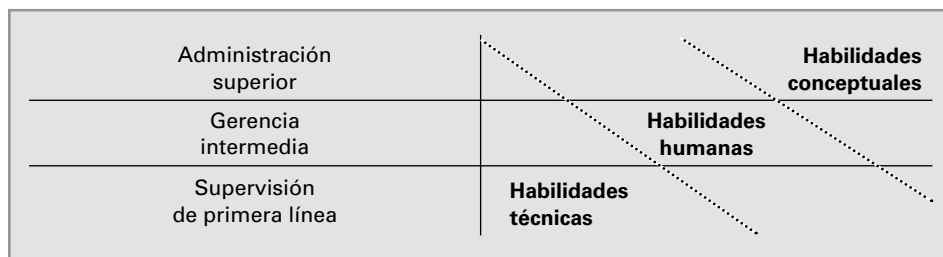 Administración
superior
Habilidades
conceptuales
Gerencia
intermedia
Habilidades
humanas
Supervisión
de primera línea
Habilidades
técnicas